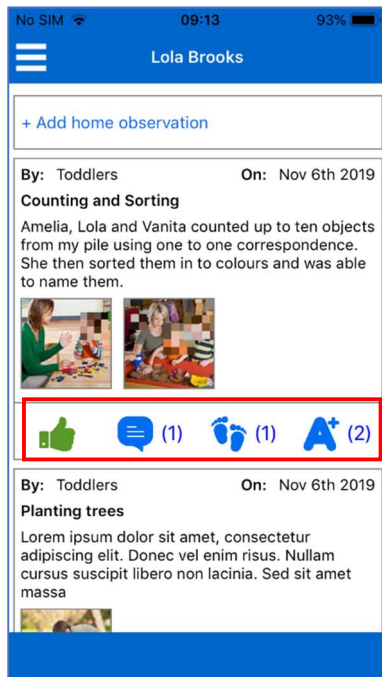 No SIM 09:13 93%
Lola Brooks
+ Add home observation
By: Toddlers On: Nov 6th 2019
Counting and Sorting
Amelia, Lola and Vanita counted up to ten objects
from my pile using one to one correspondence.
She then sorted them in to colours and was able
to name them.
(1) (1) A+ (2)
By: Toddlers On: Nov 6th 2019
Planting trees
Lorem ipsum dolor sit amet, consectetur
adipiscing elit. Donec vel enim risus. Nullam
cursus suscipit libero non lacinia. Sed sit amet
massa